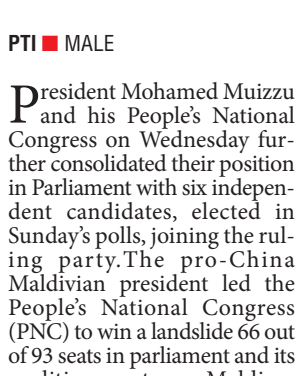 PTI ■ MALE
President Mohamed Muizzu
and his People's National
Congress on Wednesday fur-
ther consolidated their position
in Parliament with six indepen-
dent candidates, elected in
Sunday's polls, joining the rul-
ing party.The pro-China
Maldivian president led the
People's National Congress
(PNC) to win a landslide 66 out
of 93 seats in parliament and its